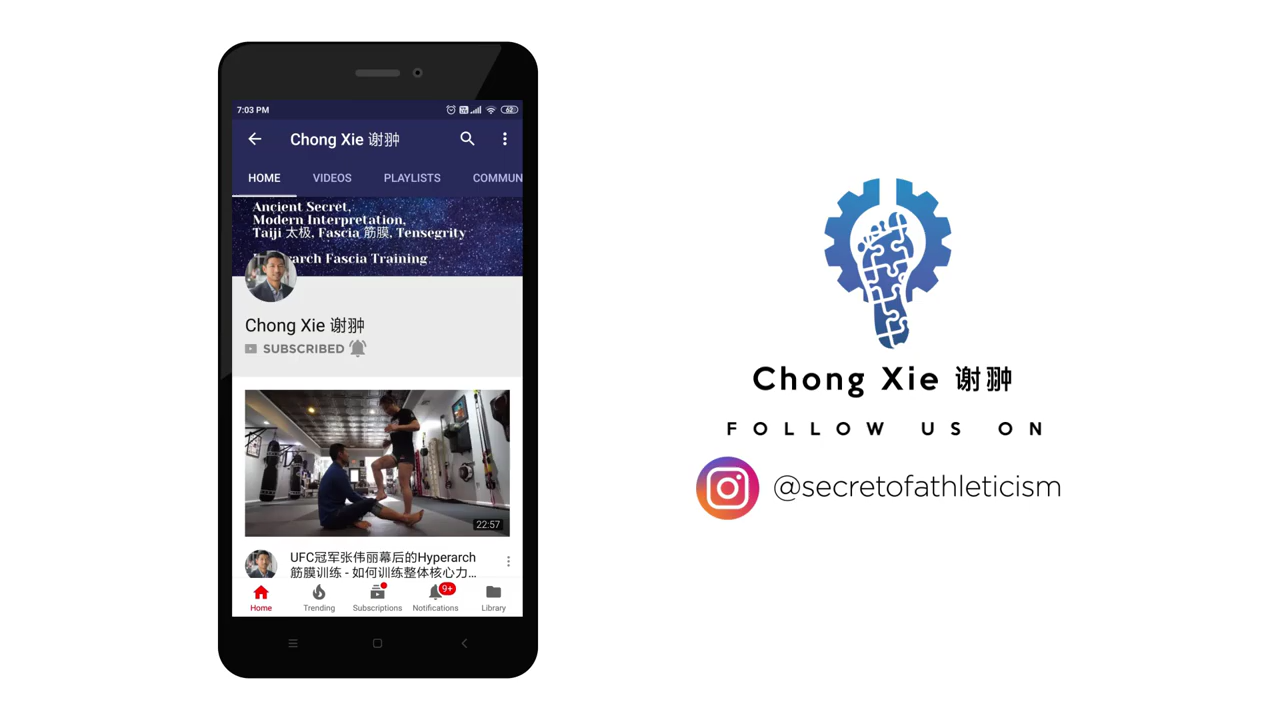 7:03 PM
62
Chong Xie 谢翀
HOME VIDEOS PLAYLISTS COMMUN
Ancient Secret,
Modern Interpretation,
Taiji 太极, Fascia 筋膜, Tensegrity
arch Fascia Training
Chong Xie 谢翀
SUBSCRIBED
22:57
UFC冠军张伟丽幕后的Hyperarch
筋膜训练 - 如何训练整体核心力...
9+
Home Trending Subscriptions Notifications Library
Chong Xie 谢翀
FOLLOW US ON
@secretofathleticism